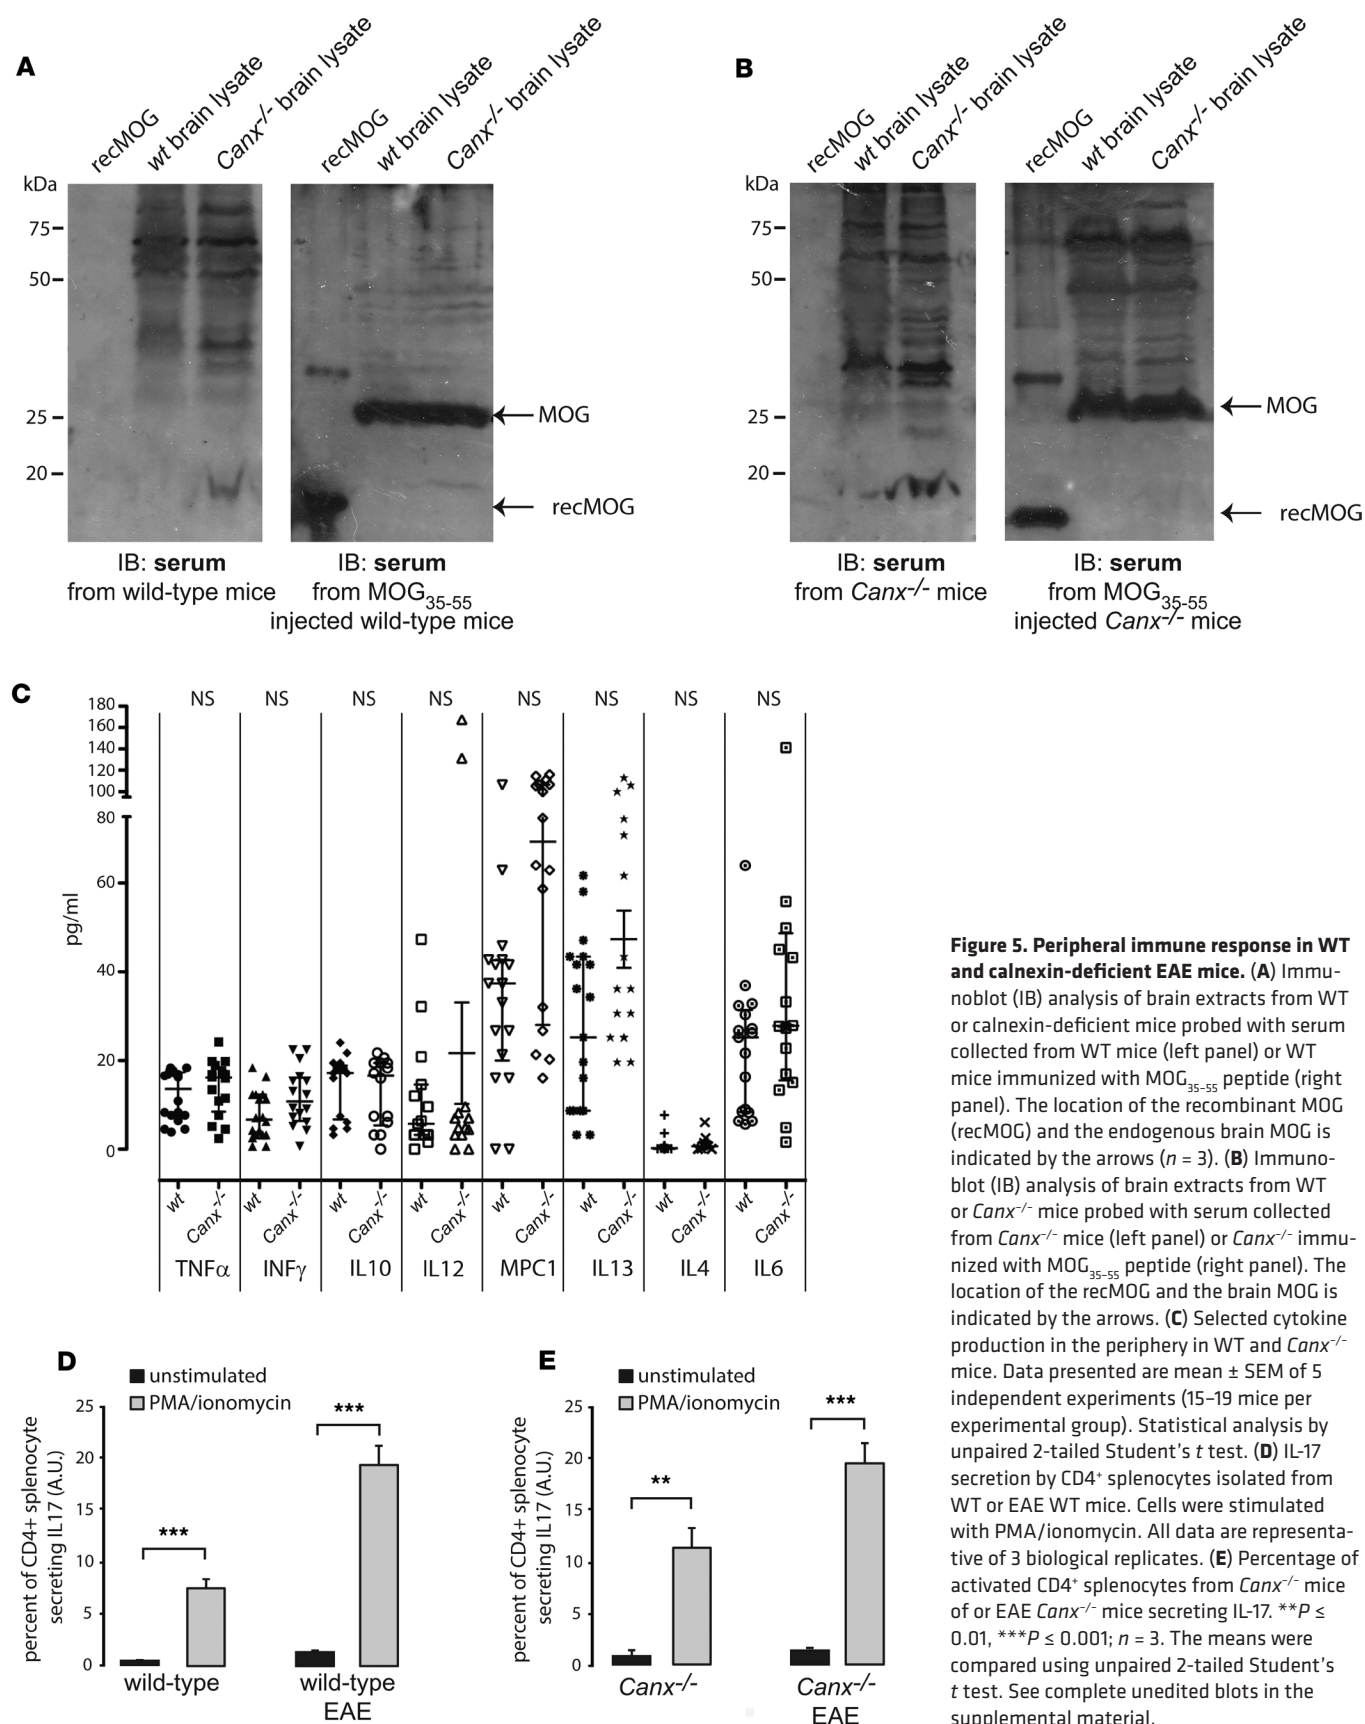 A
recMOG
wt brain lysate
Canx-/- brain lysate
recMOG
wt brain lysate
Canx-/- brain lysate
kDa
75
50
25
20
MOG
recMOG
IB: serum
from wild-type mice
IB: serum
from MOG35-55
injected wild-type mice
B
recMOG
wt brain lysate
Canx-/- brain lysate
recMOG
wt brain lysate
Canx-/- brain lysate
kDa
75
50
25
20
MOG
recMOG
IB: serum
from Canx-/- mice
IB: serum
from MOG35-55
injected Canx-/- mice
C
NS NS NS NS NS NS NS NS
180
160
140
120
100
80
60
40
20
0
pg/ml
wt Canx-/- wt Canx-/- wt Canx-/- wt Canx-/- wt Canx-/- wt Canx-/- wt Canx-/- wt Canx-/-
TNFα INFγ IL10 IL12 MPC1 IL13 IL4 IL6
D
unstimulated
PMA/ionomycin
percent of CD4+ splenocyte
secreting IL17 (A.U.)
25
20
15
10
5
0
***
***
wild-type
wild-type
EAE
E
unstimulated
PMA/ionomycin
percent of CD4+ splenocyte
secreting IL17 (A.U.)
25
20
15
10
5
0
**
***
Canx-/-
Canx-/-
EAE
Figure 5. Peripheral immune response in WT
and calnexin-deficient EAE mice. (A) Immu-
noblot (IB) analysis of brain extracts from WT
or calnexin-deficient mice probed with serum
collected from WT mice (left panel) or WT
mice immunized with MOG35–55 peptide (right
panel). The location of the recombinant MOG
(recMOG) and the endogenous brain MOG is
indicated by the arrows (n = 3). (B) Immuno-
blot (IB) analysis of brain extracts from WT
or Canx−/− mice probed with serum collected
from Canx−/− mice (left panel) or Canx−/− immu-
nized with MOG35–55 peptide (right panel). The
location of the recMOG and the brain MOG is
indicated by the arrows. (C) Selected cytokine
production in the periphery in WT and Canx−/−
mice. Data presented are mean ± SEM of 5
independent experiments (15–19 mice per
experimental group). Statistical analysis by
unpaired 2-tailed Student's t test. (D) IL-17
secretion by CD4+ splenocytes isolated from
WT or EAE WT mice. Cells were stimulated
with PMA/ionomycin. All data are representa-
tive of 3 biological replicates. (E) Percentage of
activated CD4+ splenocytes from Canx−/− mice
of or EAE Canx−/− mice secreting IL-17. **P ≤
0.01, ***P ≤ 0.001; n = 3. The means were
compared using unpaired 2-tailed Student's
t test. See complete unedited blots in the
supplemental material.